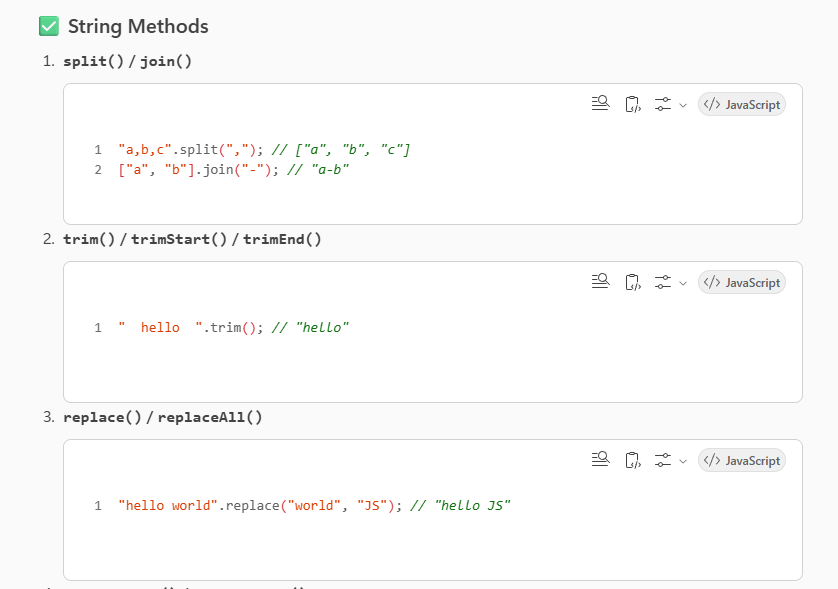 ✅ String Methods
1. split() / join()
</> JavaScript
1 "a,b,c".split(","); // ["a", "b", "c"]
2 ["a", "b"].join("-"); // "a-b"
2. trim() / trimStart() / trimEnd()
</> JavaScript
1 "  hello  ".trim(); // "hello"
3. replace() / replaceAll()
</> JavaScript
1 "hello world".replace("world", "JS"); // "hello JS"